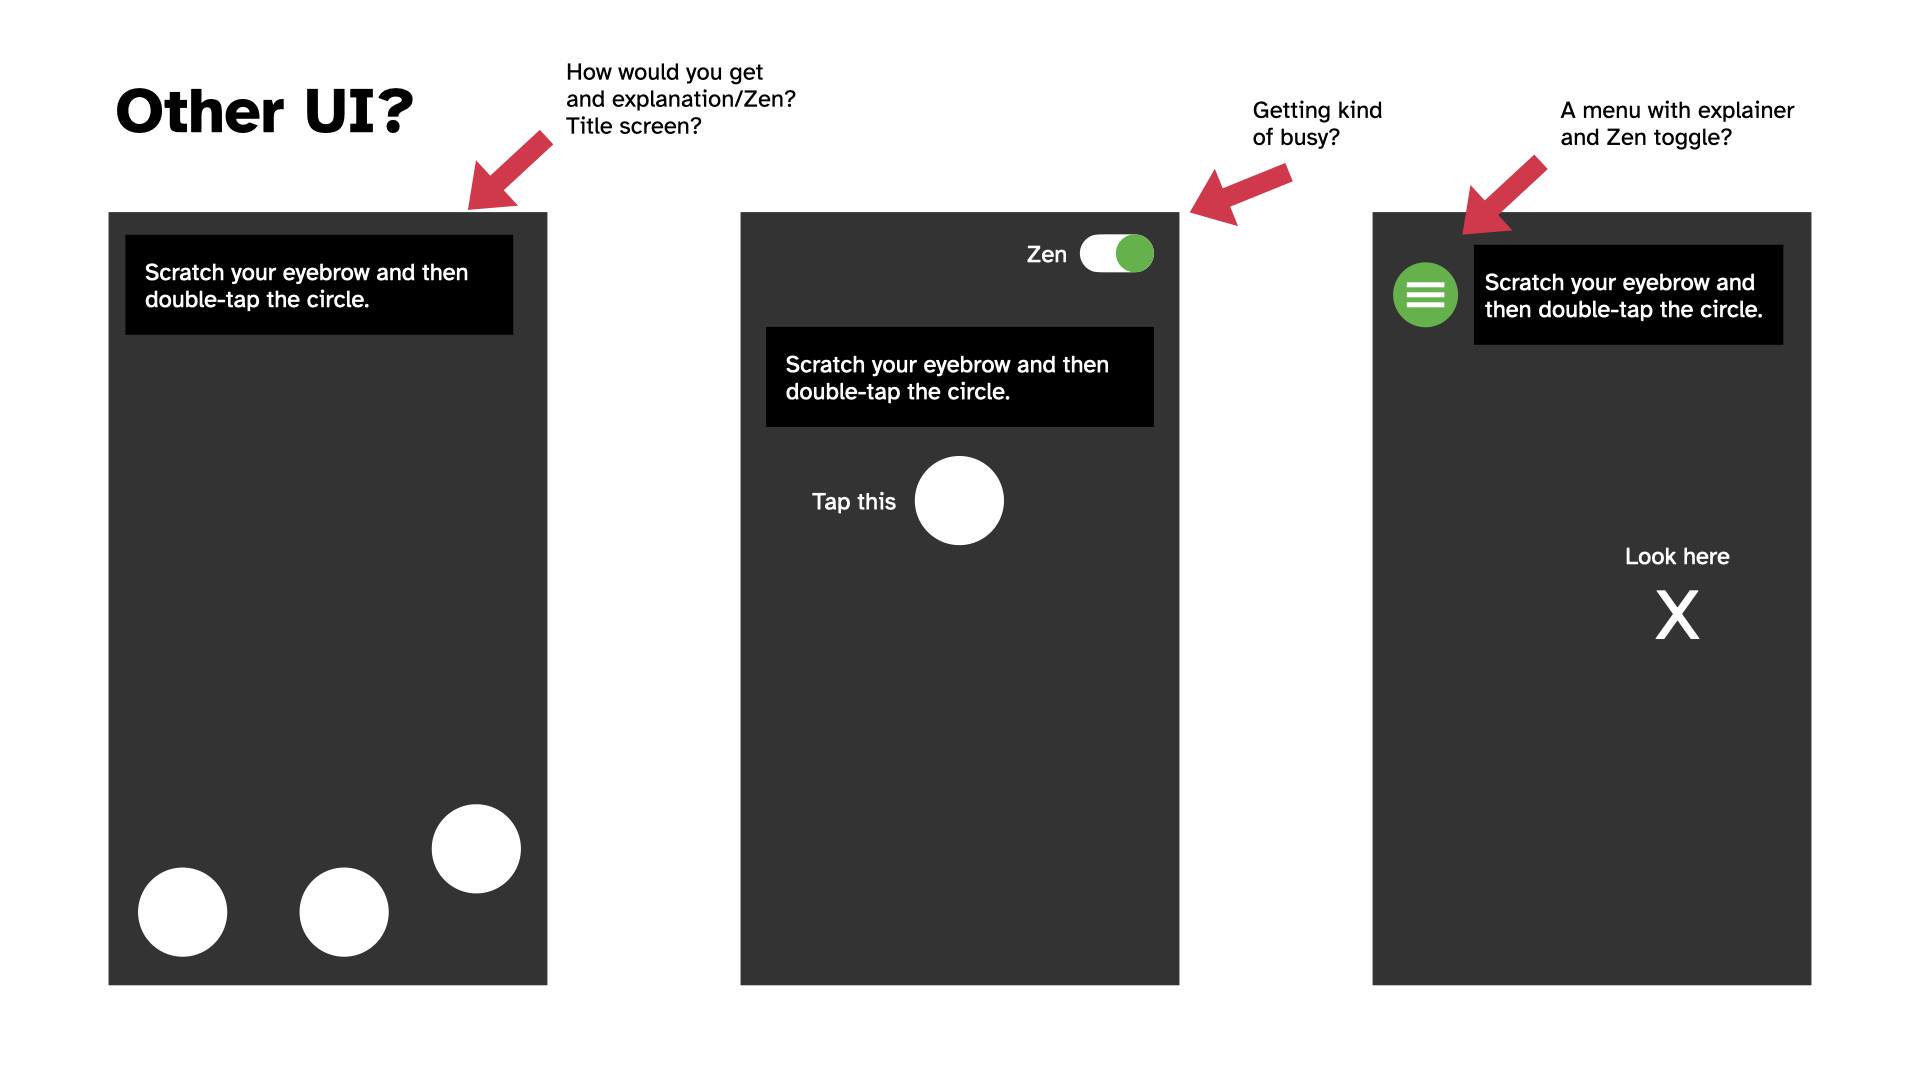 Other UI?
How would you get
and explanation/Zen?
Title screen?
Getting kind
of busy?
A menu with explainer
and Zen toggle?
Scratch your eyebrow and then
double-tap the circle.
Zen
Scratch your eyebrow and then
double-tap the circle.
Tap this
Scratch your eyebrow and
then double-tap the circle.
Look here
X